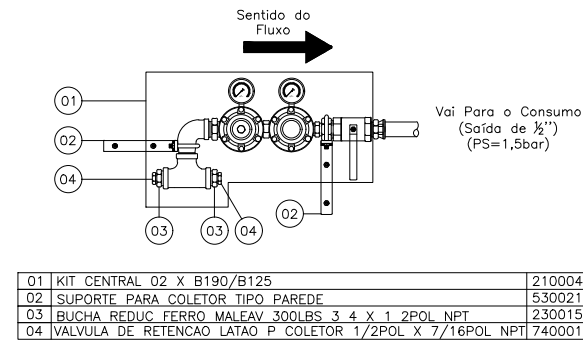 Sentido do
Fluxo
01
02
04
03
03
04
02
Vai Para o Consumo
(Saída de ½'')
(PS=1,5bar)
01 KIT CENTRAL 02 X B190/B125 210004
02 SUPORTE PARA COLETOR TIPO PAREDE 530021
03 BUCHA REDUC FERRO MALEAV 300LBS 3 4 X 1 2POL NPT 230015
04 VALVULA DE RETENCAO LATAO P COLETOR 1/2POL X 7/16POL NPT 740001